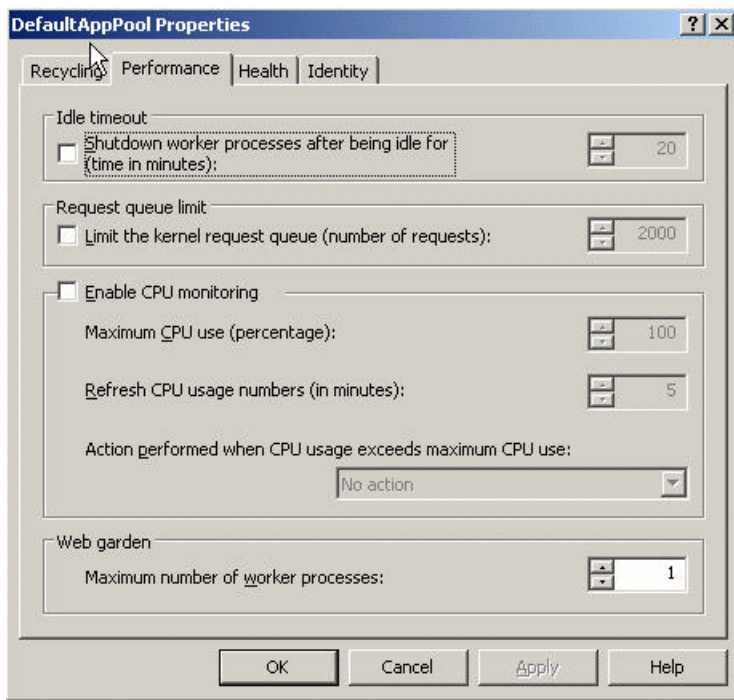 DefaultAppPool Properties
Recycling Performance Health Identity
Idle timeout
Shutdown worker processes after being idle for
(time in minutes):
20
Request queue limit
Limit the kernel request queue (number of requests):
2000
Enable CPU monitoring
Maximum CPU use (percentage):
100
Refresh CPU usage numbers (in minutes):
5
Action performed when CPU usage exceeds maximum CPU use:
No action
Web garden
Maximum number of worker processes:
1
OK Cancel Apply Help